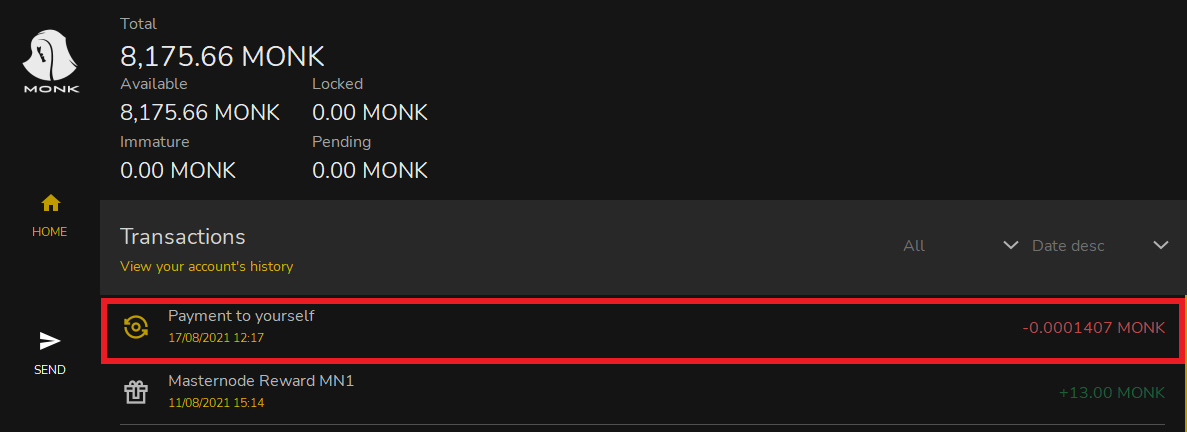 MONK
HOME
SEND
Total
8,175.66 MONK
Available Locked
8,175.66 MONK 0.00 MONK
Immature Pending
0.00 MONK 0.00 MONK
Transactions
All Date desc
View your account's history
Payment to yourself
17/08/2021 12:17
-0.0001407 MONK
Masternode Reward MN1
11/08/2021 15:14
+13.00 MONK